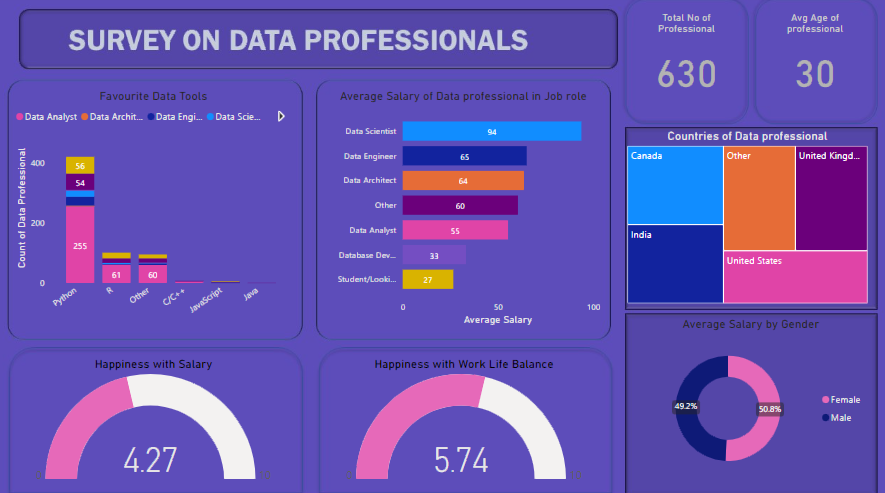 SURVEY ON DATA PROFESSIONALS
Total No of
Professional
630
Avg Age of
professional
30
Favourite Data Tools
Data Analyst Data Archit... Data Engi... Data Scie...
Count of Data Professional
400
200
0
56
54
255
61
60
Python
R
Other
C/C++
JavaScript
Java
Average Salary of Data professional in Job role
Data Scientist 94
Data Engineer 65
Data Architect 64
Other 60
Data Analyst 55
Database Dev... 33
Student/Looki... 27
0 50 100
Average Salary
Countries of Data professional
Canada
Other
United Kingd...
India
United States
Happiness with Salary
4.27
Happiness with Work Life Balance
5.74
Average Salary by Gender
49.2%
50.8%
Female
Male